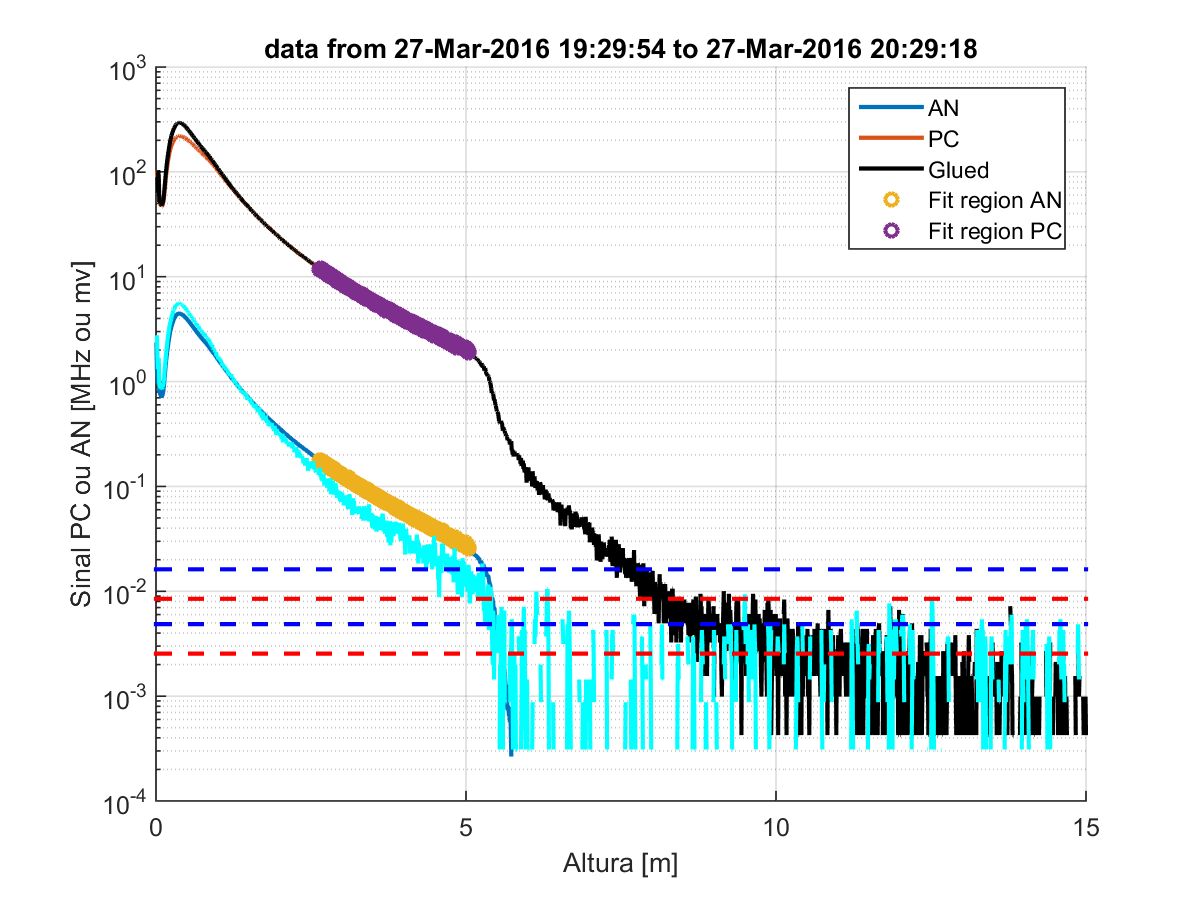 data from 27-Mar-2016 19:29:54 to 27-Mar-2016 20:29:18
Sinal PC ou AN [MHz ou mv]
10^3
10^2
10^1
10^0
10^-1
10^-2
10^-3
10^-4
AN
PC
Glued
Fit region AN
Fit region PC
0 5 10 15
Altura [m]